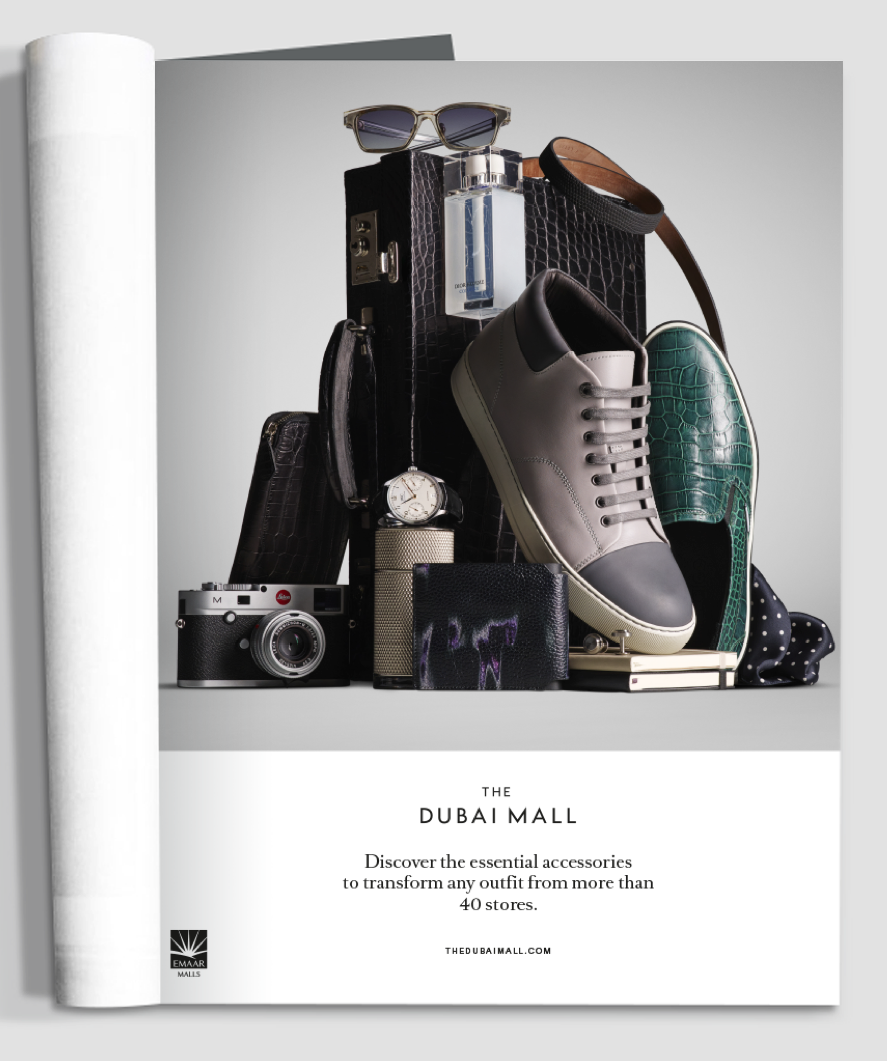 M
Leica
THE
DUBAI MALL
Discover the essential accessories
to transform any outfit from more than
40 stores.
THEDUBAIMALL.COM
EMAAR
MALLS